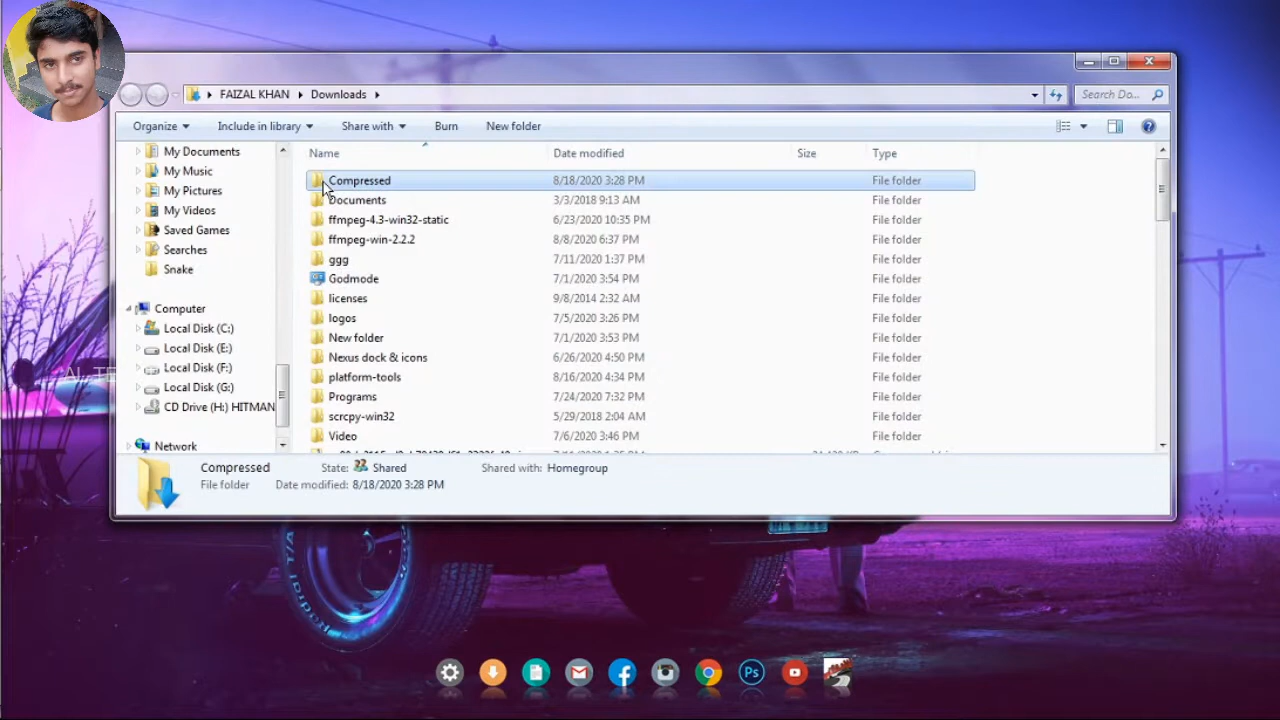 FAIZAL KHAN Downloads Search Do...
Organize Include in library Share with Burn New folder
My Documents
My Music
My Pictures
My Videos
Saved Games
Searches
Snake
Computer
Local Disk (C:)
Local Disk (E:)
Local Disk (F:)
Local Disk (G:)
CD Drive (H:) HITMAN
Network
Name Date modified Size Type
Compressed 8/18/2020 3:28 PM File folder
Documents 3/3/2018 9:13 AM File folder
ffmpeg-4.3-win32-static 6/23/2020 10:35 PM File folder
ffmpeg-win-2.2.2 8/8/2020 6:37 PM File folder
ggg 7/11/2020 1:37 PM File folder
Godmode 7/1/2020 3:54 PM File folder
licenses 9/8/2014 2:32 AM File folder
logos 7/5/2020 3:26 PM File folder
New folder 7/1/2020 3:53 PM File folder
Nexus dock & icons 6/26/2020 4:50 PM File folder
platform-tools 8/16/2020 4:34 PM File folder
Programs 7/24/2020 7:32 PM File folder
scrcpy-win32 5/29/2018 2:04 AM File folder
Video 7/6/2020 3:46 PM File folder
Compressed State: Shared Shared with: Homegroup
File folder Date modified: 8/18/2020 3:28 PM
Ps